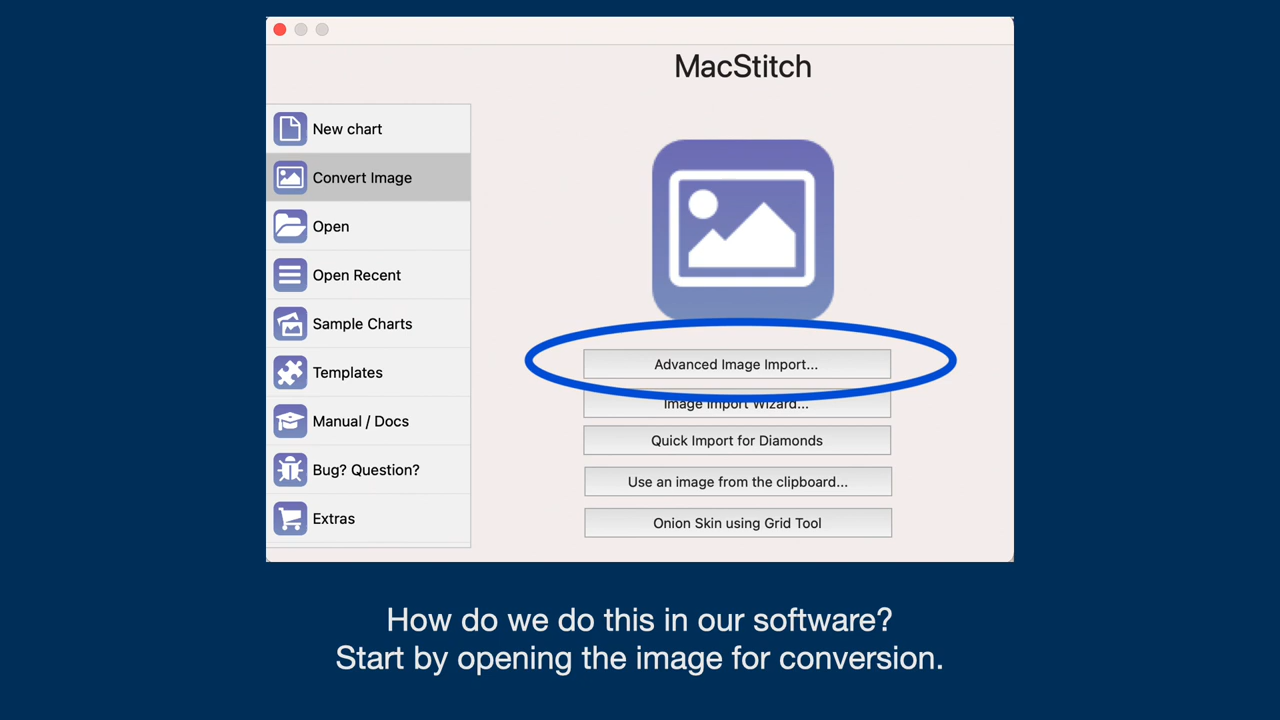 MacStitch
New chart
Convert Image
Open
Open Recent
Sample Charts
Templates
Manual / Docs
Bug? Question?
Extras
Advanced Image Import...
Image Import Wizard...
Quick Import for Diamonds
Use an image from the clipboard...
Onion Skin using Grid Tool
How do we do this in our software?
Start by opening the image for conversion.